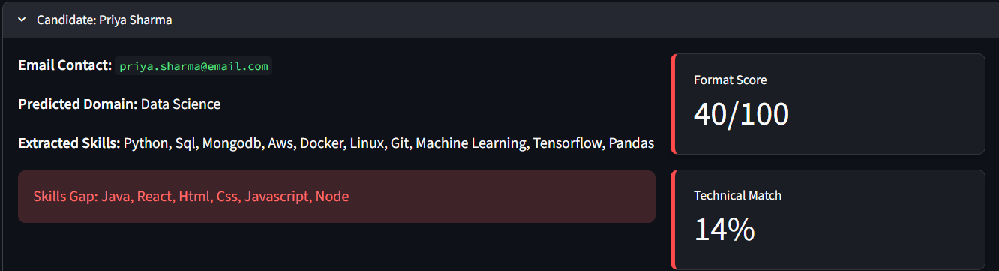 Candidate: Priya Sharma
Email Contact: priya.sharma@email.com
Predicted Domain: Data Science
Extracted Skills: Python, Sql, Mongodb, Aws, Docker, Linux, Git, Machine Learning, Tensorflow, Pandas
Skills Gap: Java, React, Html, Css, Javascript, Node
Format Score
40/100
Technical Match
14%